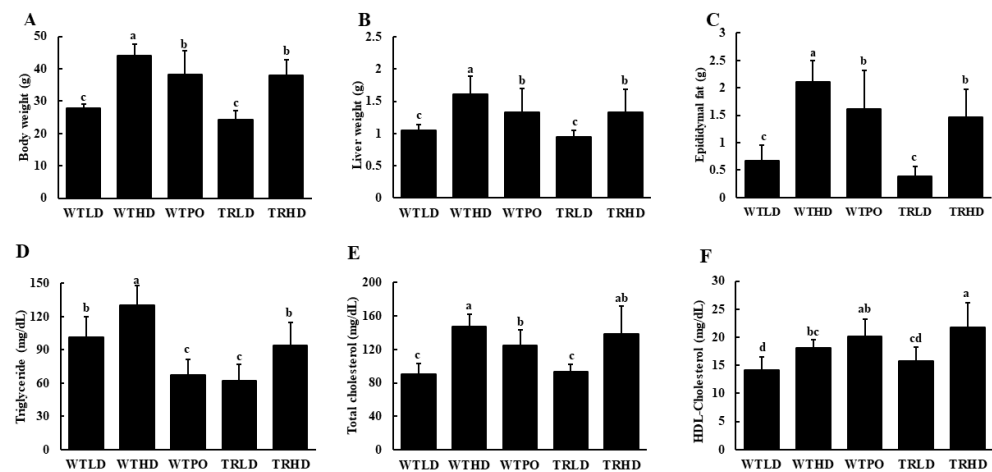 A
Body weight (g)
50
40
30
20
10
0
c
a
b
c
b
WTLD WTHD WTPO TRLD TRHD
B
Liver weight (g)
2.5
2
1.5
1
0.5
0
c
a
b
c
b
WTLD WTHD WTPO TRLD TRHD
C
Epididymal fat (g)
3
2.5
2
1.5
1
0.5
0
c
a
b
c
b
WTLD WTHD WTPO TRLD TRHD
D
Triglyceride (mg/dL)
150
120
90
60
30
0
b
a
c
c
b
WTLD WTHD WTPO TRLD TRHD
E
Total cholesterol (mg/dL)
200
160
120
80
40
0
c
a
b
c
ab
WTLD WTHD WTPO TRLD TRHD
F
HDL-Cholesterol (mg/dL)
30
25
20
15
10
5
0
d
bc
ab
cd
a
WTLD WTHD WTPO TRLD TRHD